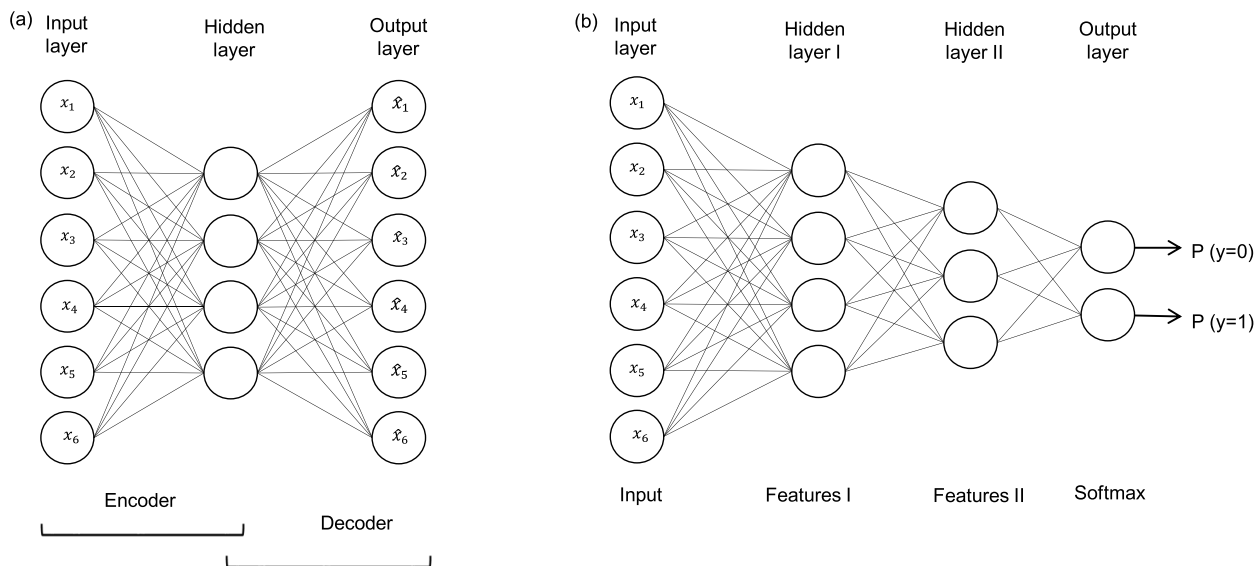 (a)
Input
layer
Hidden
layer
Output
layer
x₁
x₂
x₃
x₄
x₅
x₆
x̂₁
x̂₂
x̂₃
x̂₄
x̂₅
x̂₆
Encoder
Decoder
(b)
Input
layer
Hidden
layer I
Hidden
layer II
Output
layer
x₁
x₂
x₃
x₄
x₅
x₆
P (y=0)
P (y=1)
Input
Features I
Features II
Softmax